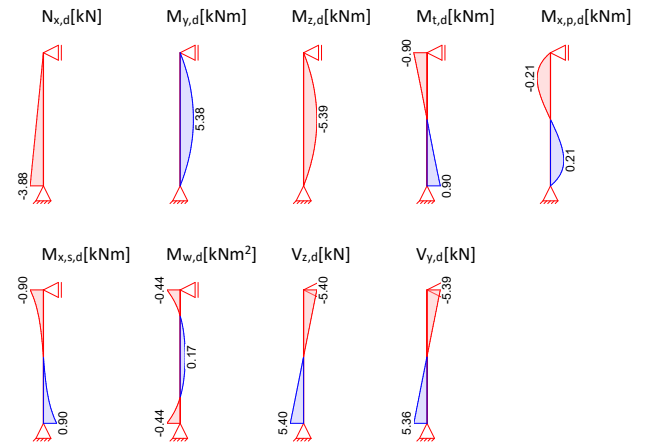 Nx,d[kN]
My,d[kNm]
Mz,d[kNm]
Mt,d[kNm]
Mx,p,d[kNm]
-3.88
5.38
-5.39
-0.90
0.90
-0.21
0.21
Mx,s,d[kNm]
Mw,d[kNm²]
Vz,d[kN]
Vy,d[kN]
-0.90
0.90
-0.44
0.17
-0.44
-5.40
5.40
-5.39
5.36